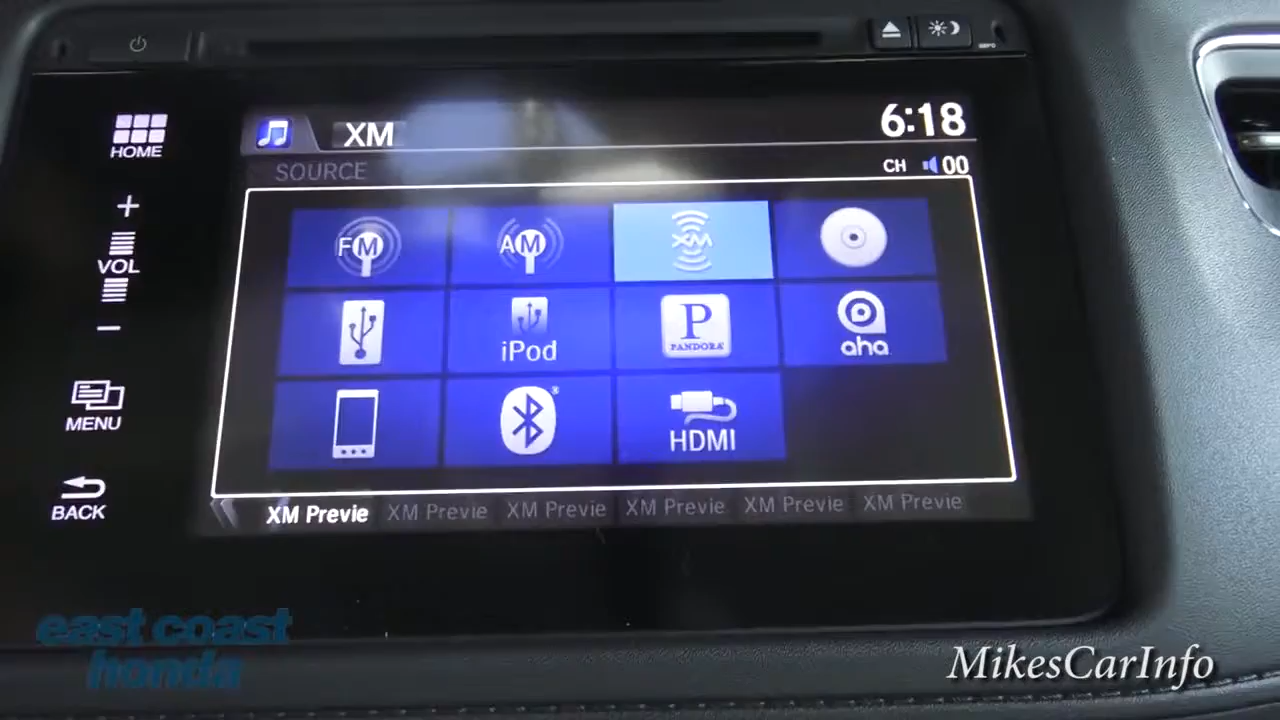 XM
6:18
SOURCE
CH 00
HOME
+
VOL
−
MENU
BACK
FM
AM
XM
iPod
P
PANDORA
aha
HDMI
XM Previe XM Previe XM Previe XM Previe XM Previe XM Previe
east coast
honda
MikesCarInfo